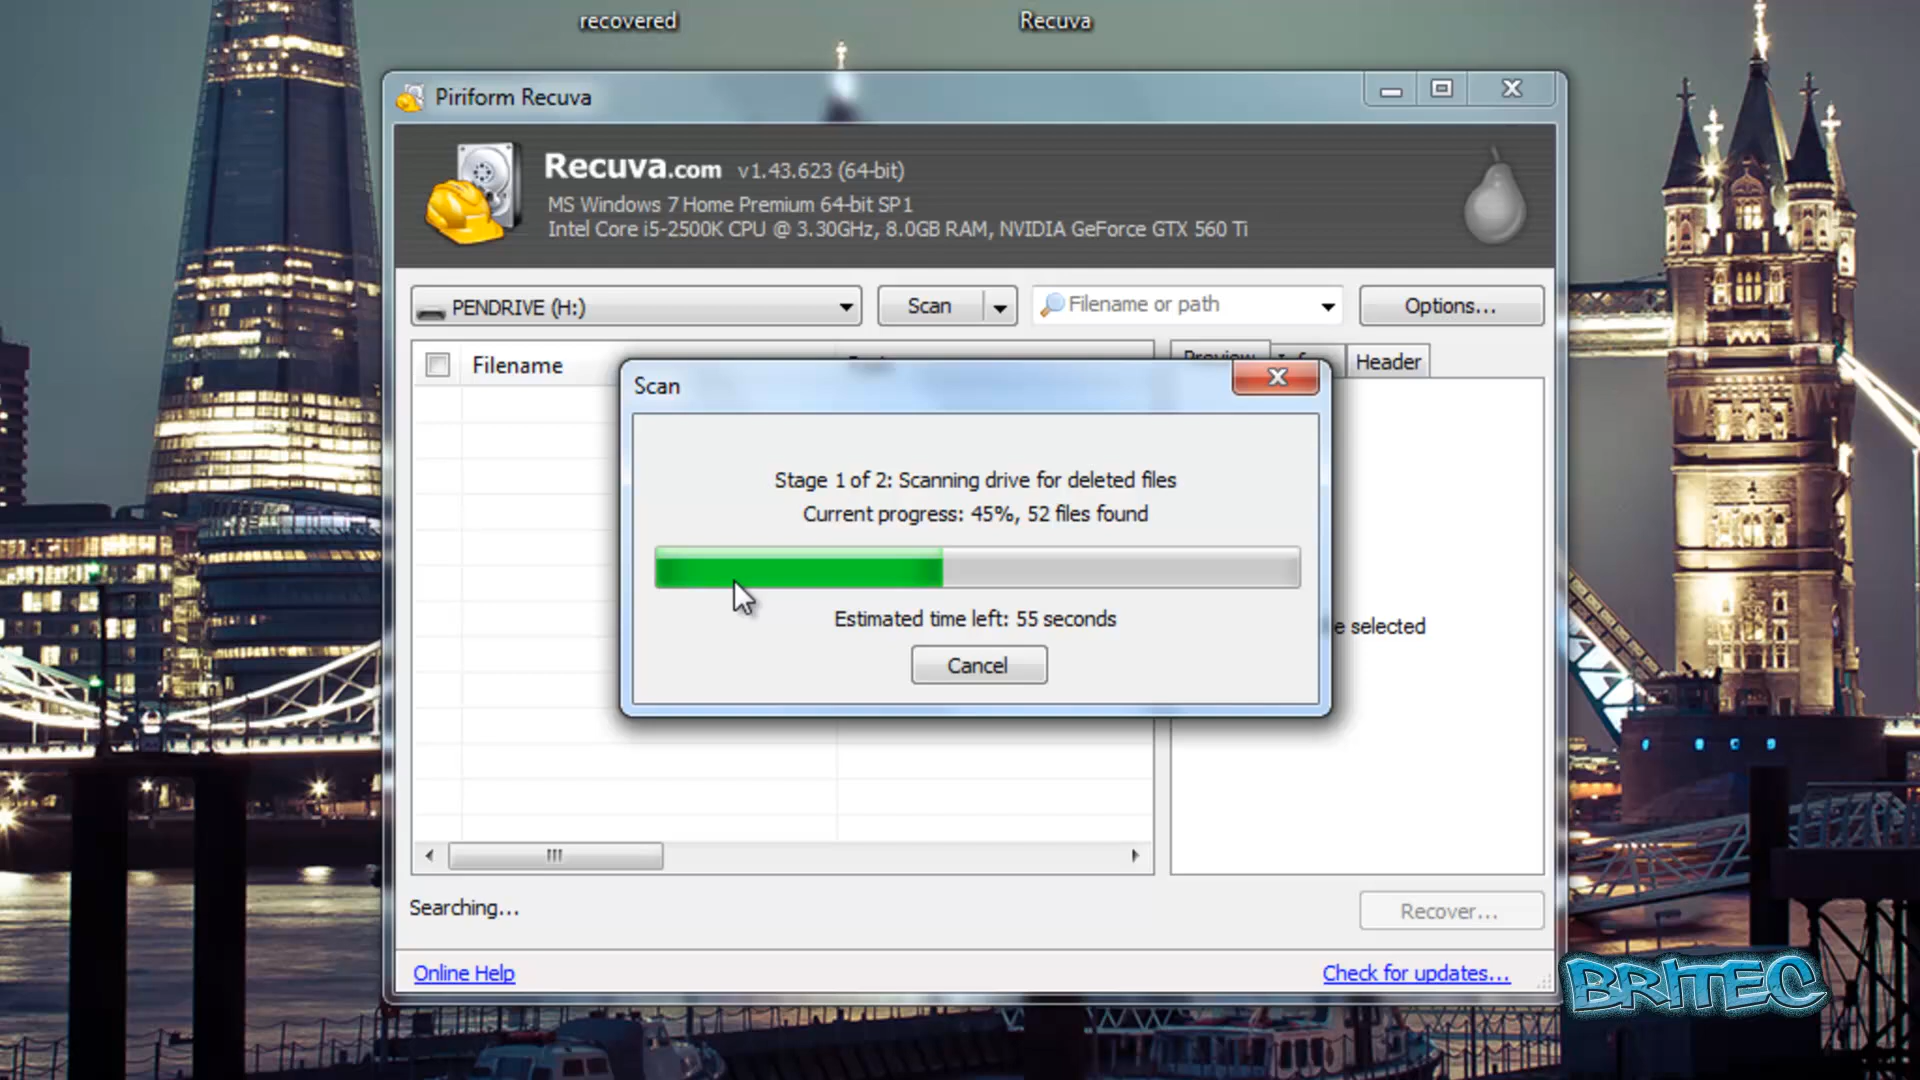 recovered
Recuva
Piriform Recuva
Recuva.com v1.43.623 (64-bit)
MS Windows 7 Home Premium 64-bit SP1
Intel Core i5-2500K CPU @ 3.30GHz, 8.0GB RAM, NVIDIA GeForce GTX 560 Ti
PENDRIVE (H:)
Scan
Filename or path
Options...
Filename
Preview
Header
Scan
Stage 1 of 2: Scanning drive for deleted files
Current progress: 45%, 52 files found
Estimated time left: 55 seconds
e selected
Cancel
Searching...
Recover...
Online Help
Check for updates...
BRITEC